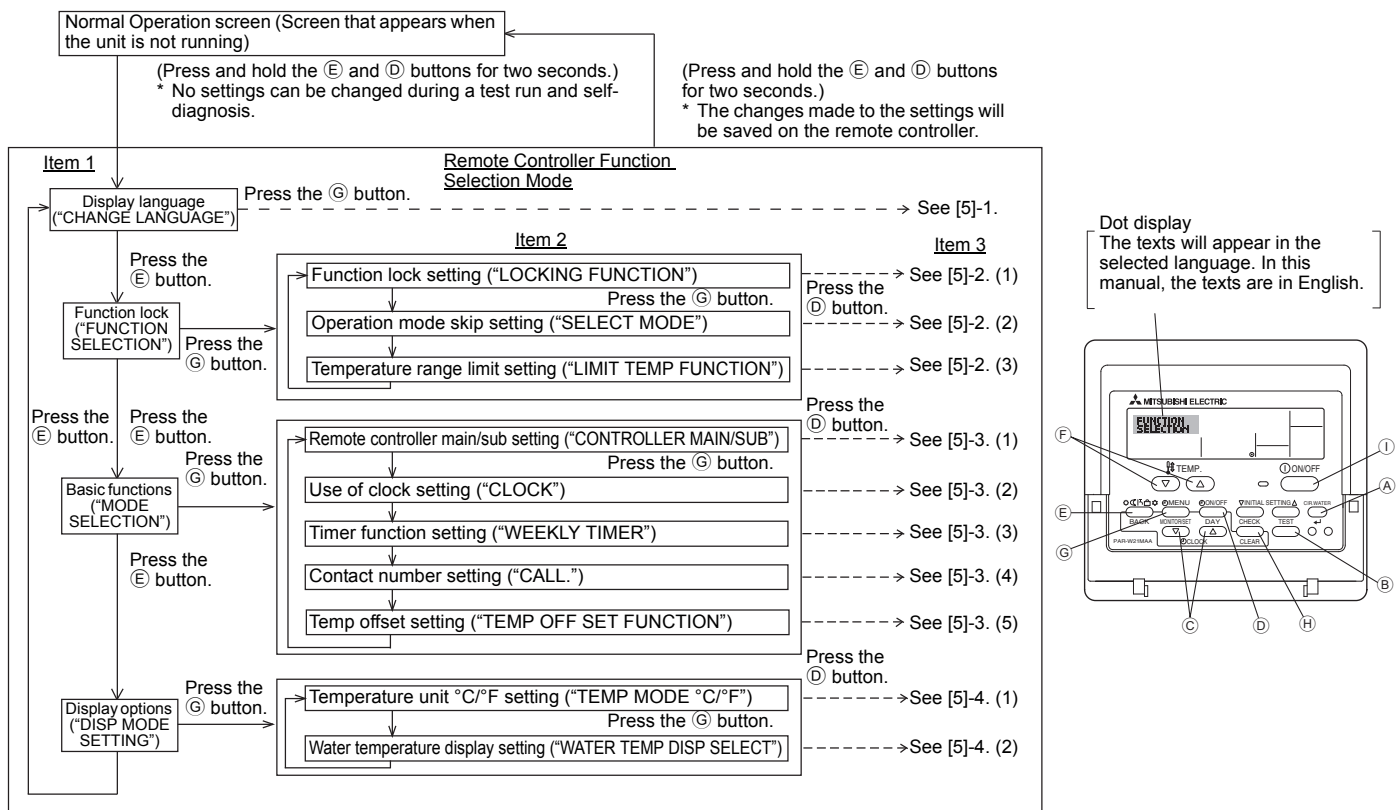 Normal Operation screen (Screen that appears when
the unit is not running)
(Press and hold the Ⓔ and Ⓓ buttons for two seconds.)
* No settings can be changed during a test run and self-
diagnosis.
(Press and hold the Ⓔ and Ⓓ buttons
for two seconds.)
* The changes made to the settings will
be saved on the remote controller.
Item 1
Remote Controller Function
Selection Mode
Display language
("CHANGE LANGUAGE")
Press the Ⓖ button.
See [5]-1.
Press the
Ⓔ button.
Item 2
Item 3
Function lock
("FUNCTION
SELECTION")
Press the
Ⓖ button.
Function lock setting ("LOCKING FUNCTION")
Press the Ⓖ button.
Operation mode skip setting ("SELECT MODE")
Temperature range limit setting ("LIMIT TEMP FUNCTION")
Press the
Ⓓ button.
See [5]-2. (1)
See [5]-2. (2)
See [5]-2. (3)
Press the
Ⓔ button.
Press the
Ⓔ button.
Basic functions
("MODE
SELECTION")
Press the
Ⓖ button.
Remote controller main/sub setting ("CONTROLLER MAIN/SUB")
Press the Ⓖ button.
Use of clock setting ("CLOCK")
Timer function setting ("WEEKLY TIMER")
Contact number setting ("CALL.")
Temp offset setting ("TEMP OFF SET FUNCTION")
Press the
Ⓓ button.
See [5]-3. (1)
See [5]-3. (2)
See [5]-3. (3)
See [5]-3. (4)
See [5]-3. (5)
Press the
Ⓔ button.
Display options
("DISP MODE
SETTING")
Press the
Ⓖ button.
Temperature unit °C/°F setting ("TEMP MODE °C/°F")
Press the Ⓖ button.
Water temperature display setting ("WATER TEMP DISP SELECT")
Press the
Ⓓ button.
See [5]-4. (1)
See [5]-4. (2)
Dot display
The texts will appear in the
selected language. In this
manual, the texts are in English.
MITSUBISHI ELECTRIC
FUNCTION
SELECTION
TEMP.
ON/OFF
MENU
ON/OFF
INITIAL SETTING
CIR.WATER
BACK
MONITOR/SET
DAY
CHECK
TEST
PAR-W21MAA
CLOCK
CLEAR
Ⓕ
Ⓔ
Ⓖ
Ⓒ
Ⓓ
Ⓗ
Ⓘ
Ⓐ
Ⓑ